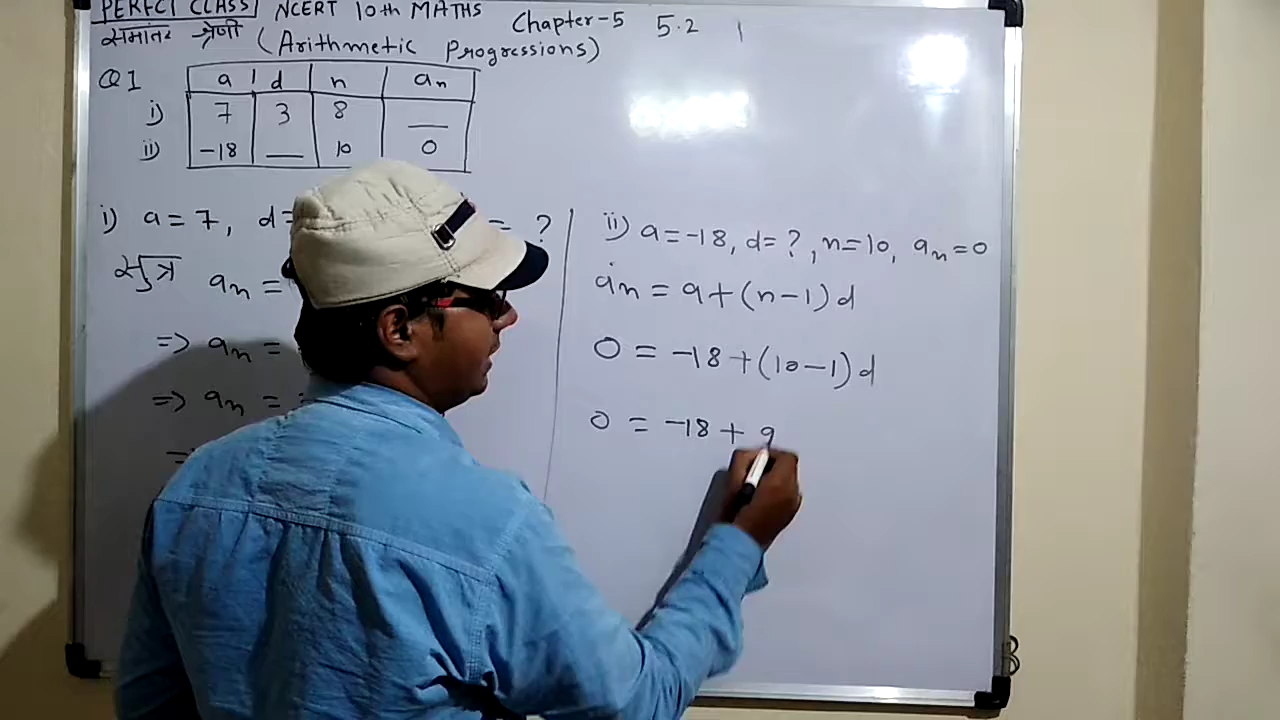 PERFECT CLASS NCERT 10th MATHS Chapter-5 5.2
समांतर श्रेणी (Arithmetic Progressions)
Q1 a d n an
i) 7 3 8 __
ii) -18 __ 10 0
i) a = 7, d= = ?
सूत्र an =
=> an =
=> an =
=>
ii) a=-18, d=?, n=10, an=0
an = a+(n-1)d
0 = -18+(10-1)d
0 = -18 + 9